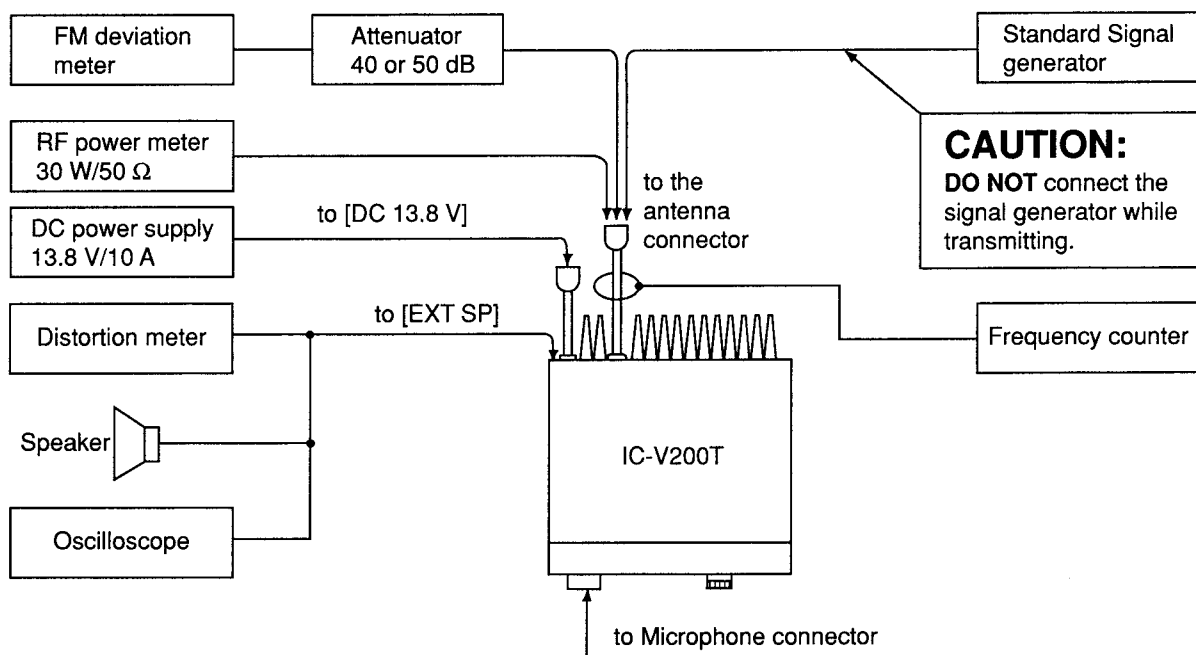 FM deviation
meter
Attenuator
40 or 50 dB
Standard Signal
generator
RF power meter
30 W/50 Ω
to the
antenna
connector
CAUTION:
DO NOT connect the
signal generator while
transmitting.
to [DC 13.8 V]
DC power supply
13.8 V/10 A
to [EXT SP]
Distortion meter
Frequency counter
Speaker
IC-V200T
Oscilloscope
to Microphone connector